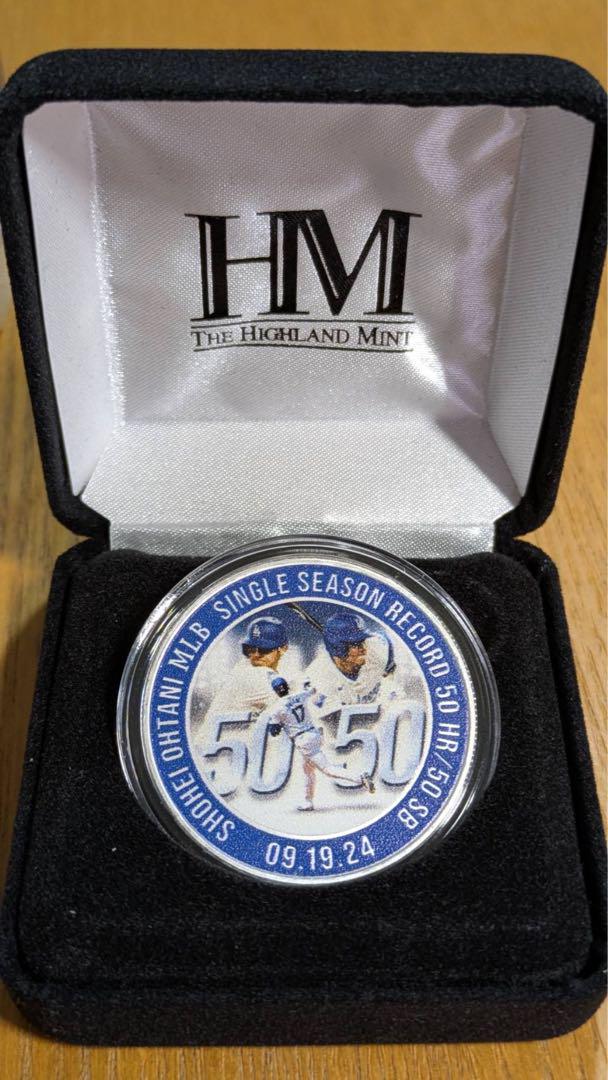 HM
THE HIGHLAND MINT
SHOHEI OHTANI MLB SINGLE SEASON RECORD 50 HR/50 SB
50 50
17
09.19.24